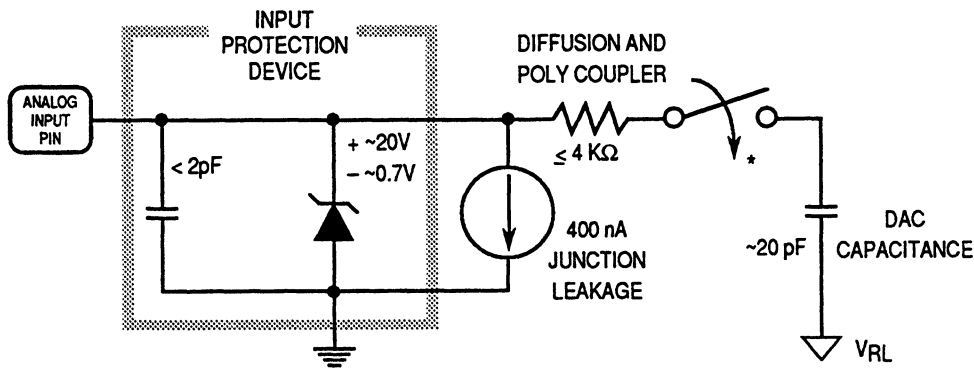 INPUT
PROTECTION
DEVICE
DIFFUSION AND
POLY COUPLER
ANALOG
INPUT
PIN
< 2pF
+ ~20V
– ~0.7V
≤ 4 KΩ
*
400 nA
JUNCTION
LEAKAGE
~20 pF
DAC
CAPACITANCE
VRL